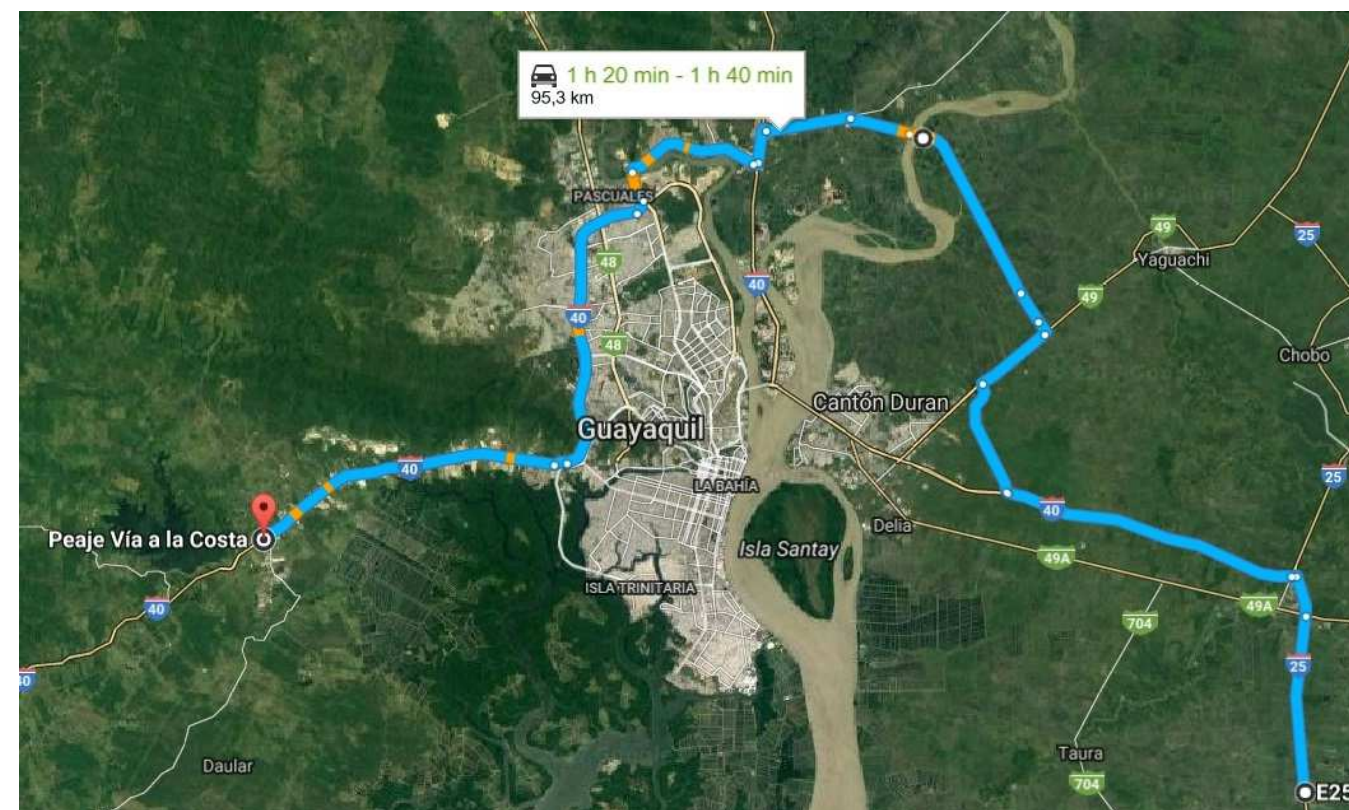 1 h 20 min - 1 h 40 min
95,3 km
PASCUALES
49
25
Yaguachi
48
40
49
40
48
Chobo
Cantón Duran
Guayaquil
40
25
LA BAHÍA
40
Peaje Vía a la Costa
Delia
Isla Santay
49A
ISLA TRINITARIA
40
49A
704
25
40
Daular
Taura
704
E25